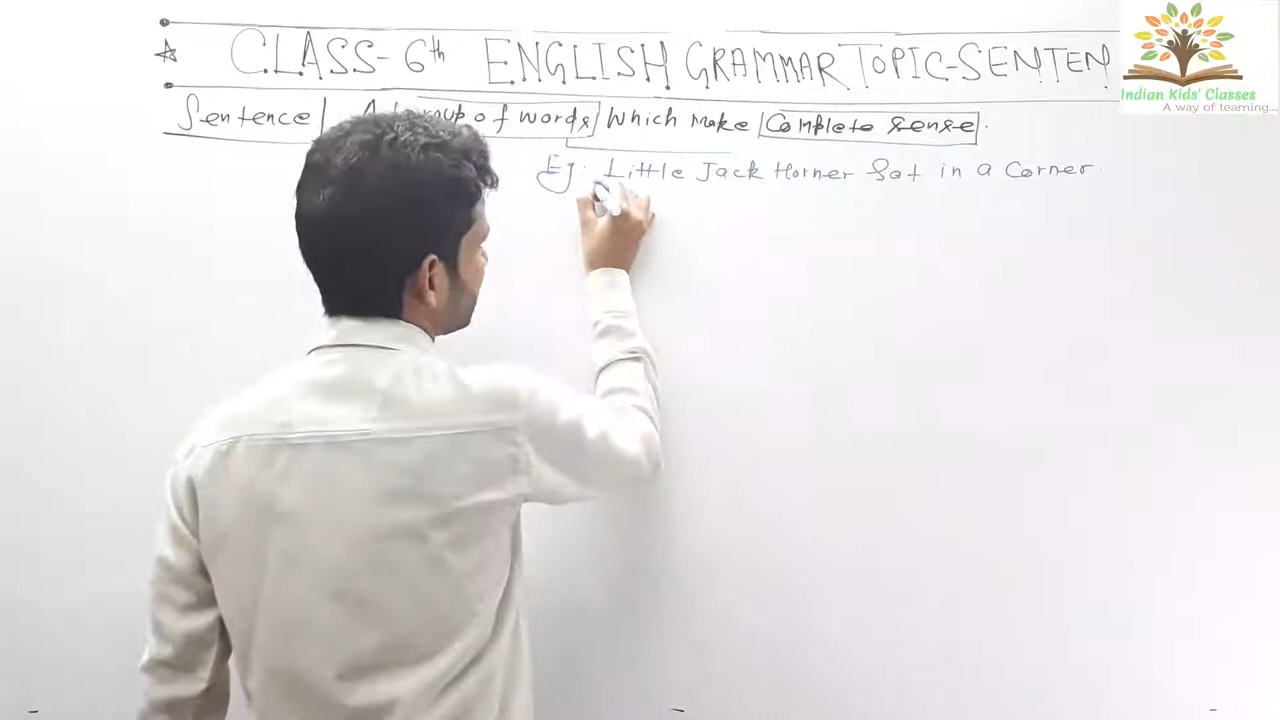 ☆ CLASS-6th ENGLISH GRAMMAR TOPIC-SENTEN
Sentence | A group of words which make Complete sense.
Eg: Little Jack Horner Sat in a Corner.
Indian Kids' Classes
A way of learning...